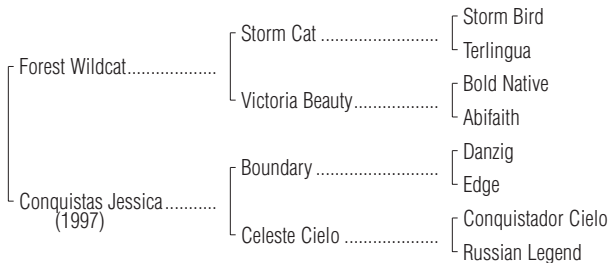 Storm Bird
Storm Cat ........................
Terlingua
Forest Wildcat...................
Bold Native
Victoria Beauty.................
Abifaith
Danzig
Boundary .........................
Edge
Conquistas Jessica...........
(1997)
Conquistador Cielo
Celeste Cielo ...................
Russian Legend